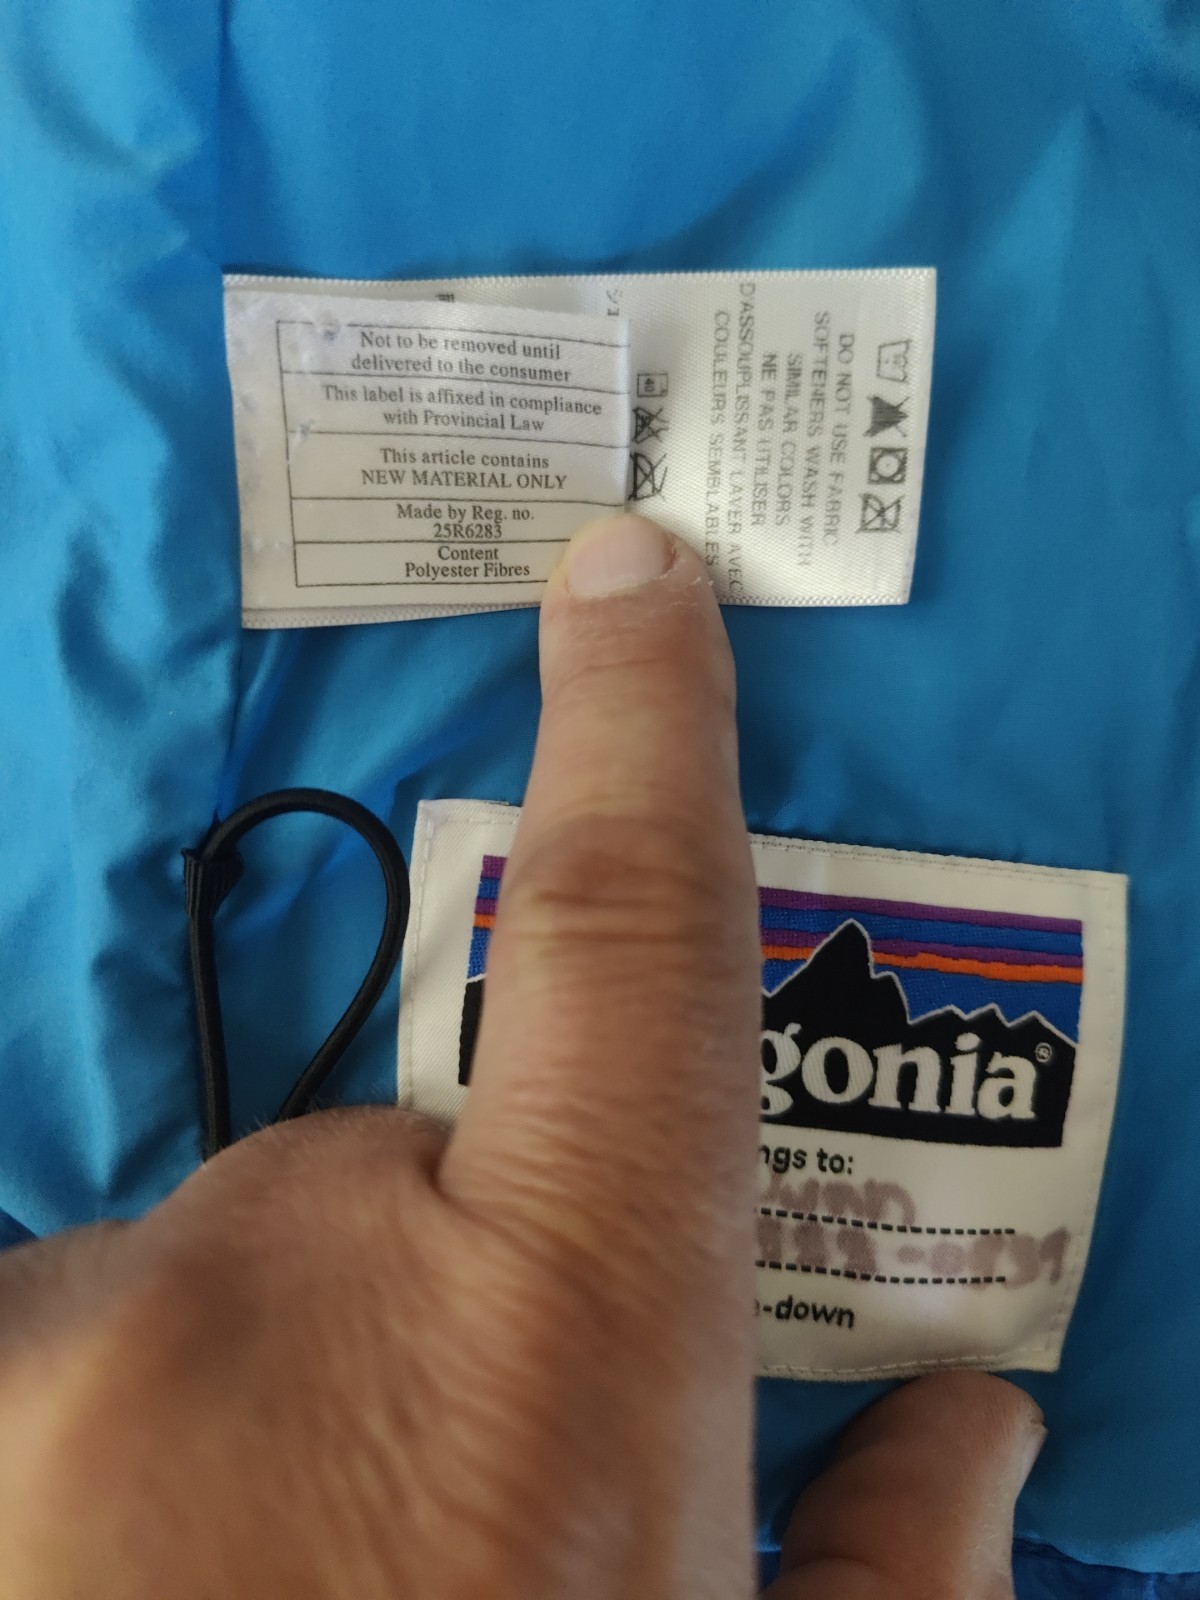 Not to be removed until
delivered to the consumer
This label is affixed in compliance
with Provincial Law
This article contains
NEW MATERIAL ONLY
Made by Reg. no.
25R6283
Content
Polyester Fibres
40
DO NOT USE FABRIC
SOFTENERS WASH WITH
SIMILAR COLORS
NE PAS UTILISER
D'ASSOUPLISSANT LAVER AVEC
COULEURS SEMBLABLES
gonia®
ngs to:
-down